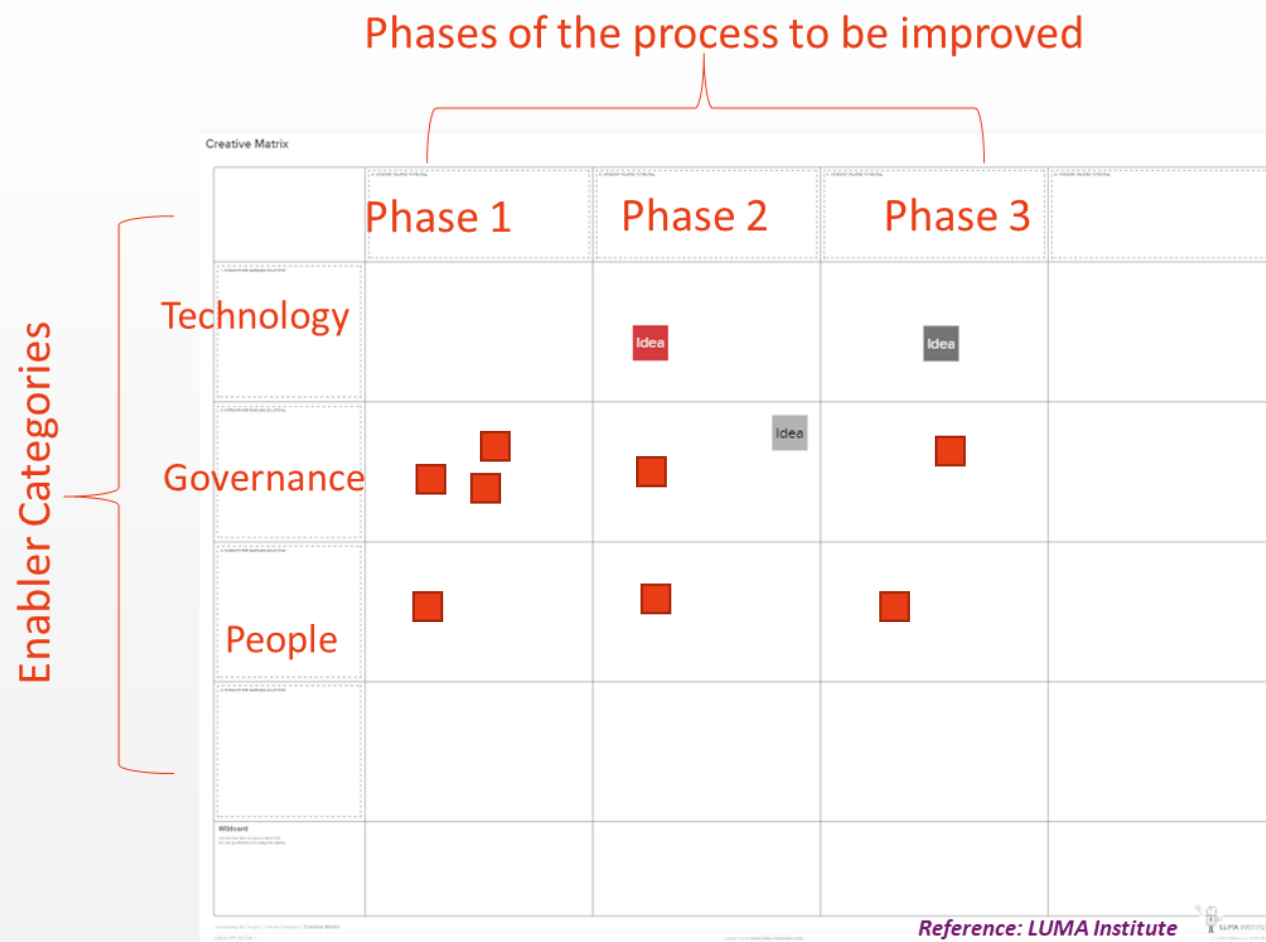 Phases of the process to be improved
Creative Matrix
Phase 1
Phase 2
Phase 3
Enabler Categories
Technology
Idea
Idea
Governance
Idea
People
Wildcard
Reference: LUMA Institute